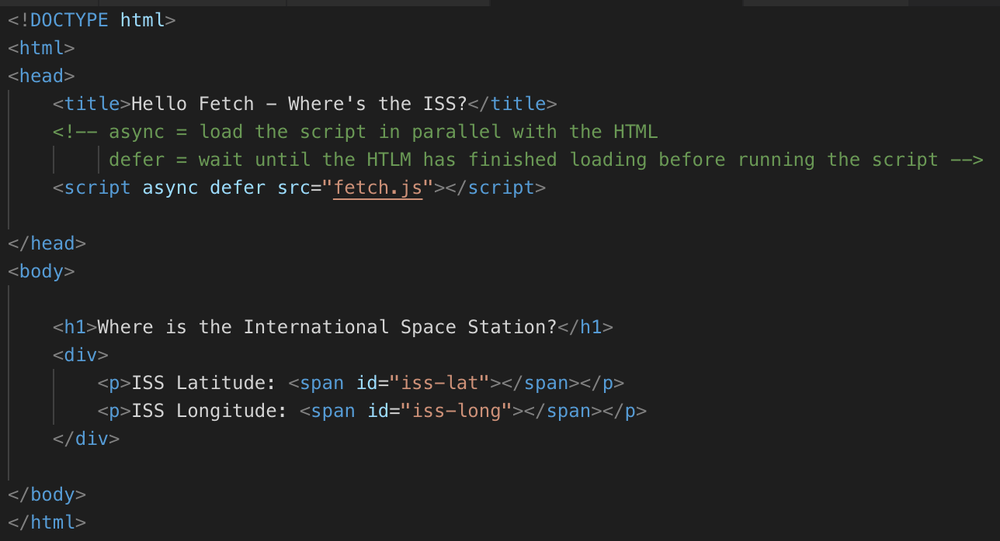 <!DOCTYPE html>
<html>
<head>
    <title>Hello Fetch - Where's the ISS?</title>
    <!-- async = load the script in parallel with the HTML
         defer = wait until the HTLM has finished loading before running the script -->
    <script async defer src="fetch.js"></script>
</head>
<body>
    <h1>Where is the International Space Station?</h1>
    <div>
        <p>ISS Latitude: <span id="iss-lat"></span></p>
        <p>ISS Longitude: <span id="iss-long"></span></p>
    </div>
</body>
</html>